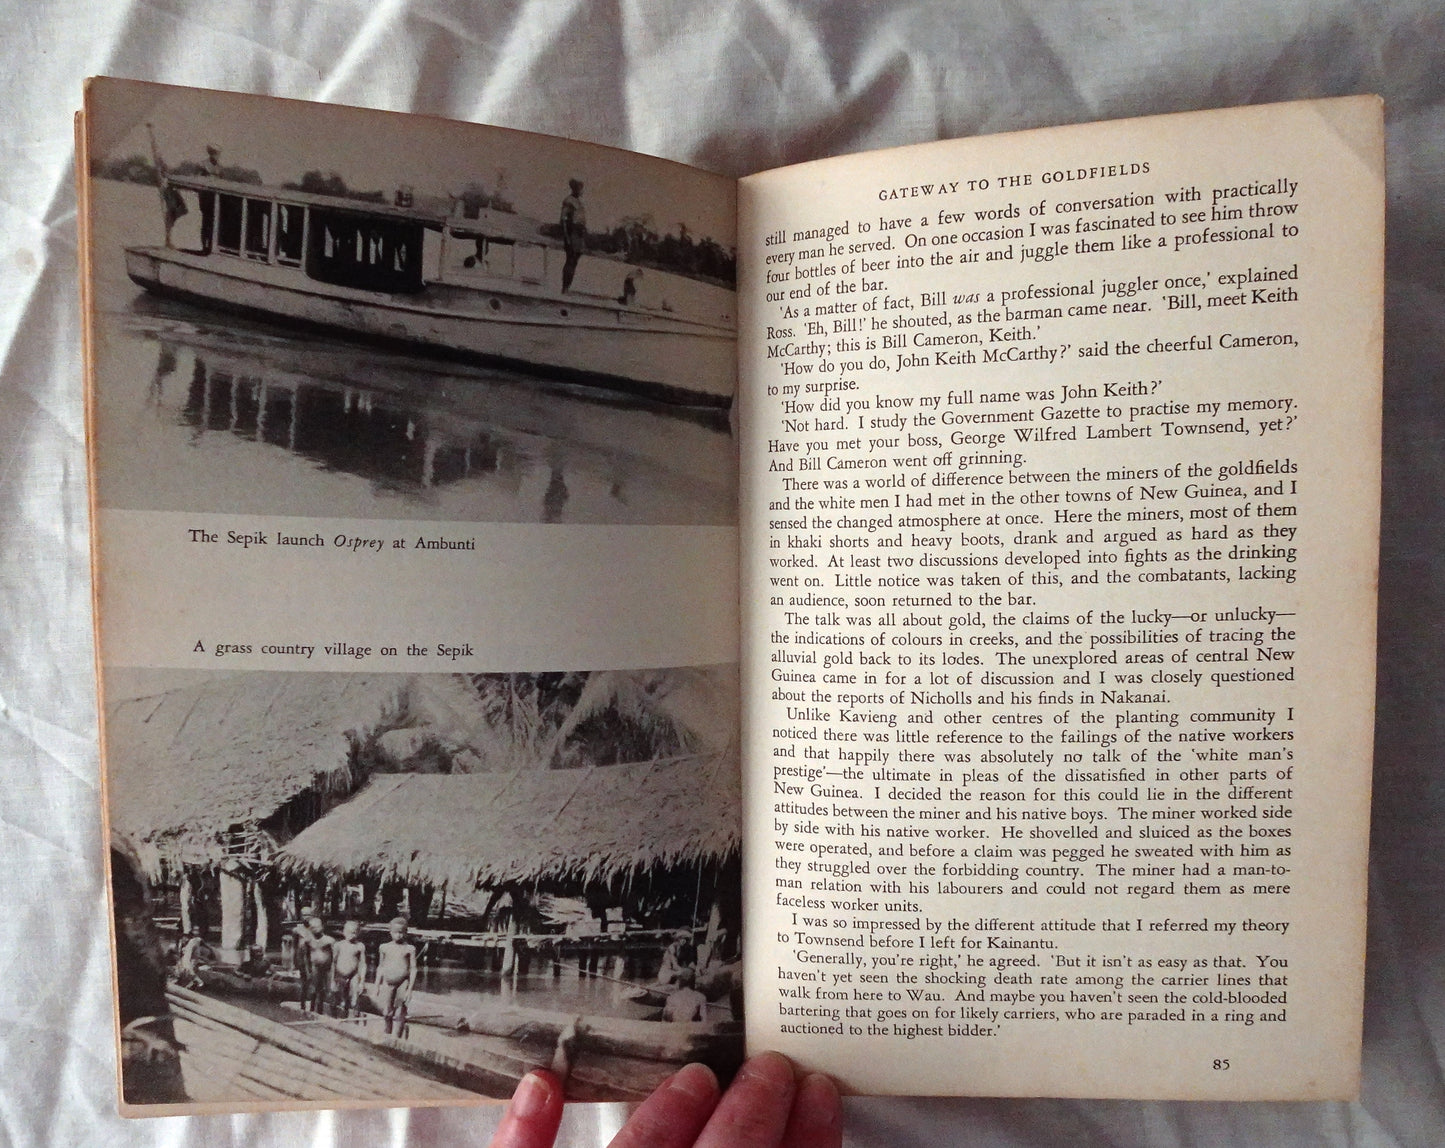 The Sepik launch Osprey at Ambunti
A grass country village on the Sepik
GATEWAY TO THE GOLDFIELDS
still managed to have a few words of conversation with practically
every man he served. On one occasion I was fascinated to see him throw
four bottles of beer into the air and juggle them like a professional to
our end of the bar.
'As a matter of fact, Bill was a professional juggler once,' explained
Ross. 'Eh, Bill!' he shouted, as the barman came near. 'Bill, meet Keith
McCarthy; this is Bill Cameron, Keith.'
'How do you do, John Keith McCarthy?' said the cheerful Cameron,
to my surprise.
'How did you know my full name was John Keith?'
'Not hard. I study the Government Gazette to practise my memory.
Have you met your boss, George Wilfred Lambert Townsend, yet?'
And Bill Cameron went off grinning.
There was a world of difference between the miners of the goldfields
and the white men I had met in the other towns of New Guinea, and I
sensed the changed atmosphere at once. Here the miners, most of them
in khaki shorts and heavy boots, drank and argued as hard as they
worked. At least two discussions developed into fights as the drinking
went on. Little notice was taken of this, and the combatants, lacking
an audience, soon returned to the bar.
The talk was all about gold, the claims of the lucky—or unlucky—
the indications of colours in creeks, and the possibilities of tracing the
alluvial gold back to its lodes. The unexplored areas of central New
Guinea came in for a lot of discussion and I was closely questioned
about the reports of Nicholls and his finds in Nakanai.
Unlike Kavieng and other centres of the planting community I
noticed there was little reference to the failings of the native workers
and that happily there was absolutely no talk of the 'white man's
prestige'—the ultimate in pleas of the dissatisfied in other parts of
New Guinea. I decided the reason for this could lie in the different
attitudes between the miner and his native boys. The miner worked side
by side with his native worker. He shovelled and sluiced as the boxes
were operated, and before a claim was pegged he sweated with him as
they struggled over the forbidding country. The miner had a man-to-
man relation with his labourers and could not regard them as mere
faceless worker units.
I was so impressed by the different attitude that I referred my theory
to Townsend before I left for Kainantu.
'Generally, you're right,' he agreed. 'But it isn't as easy as that. You
haven't yet seen the shocking death rate among the carrier lines that
walk from here to Wau. And maybe you haven't seen the cold-blooded
bartering that goes on for likely carriers, who are paraded in a ring and
auctioned to the highest bidder.'
85